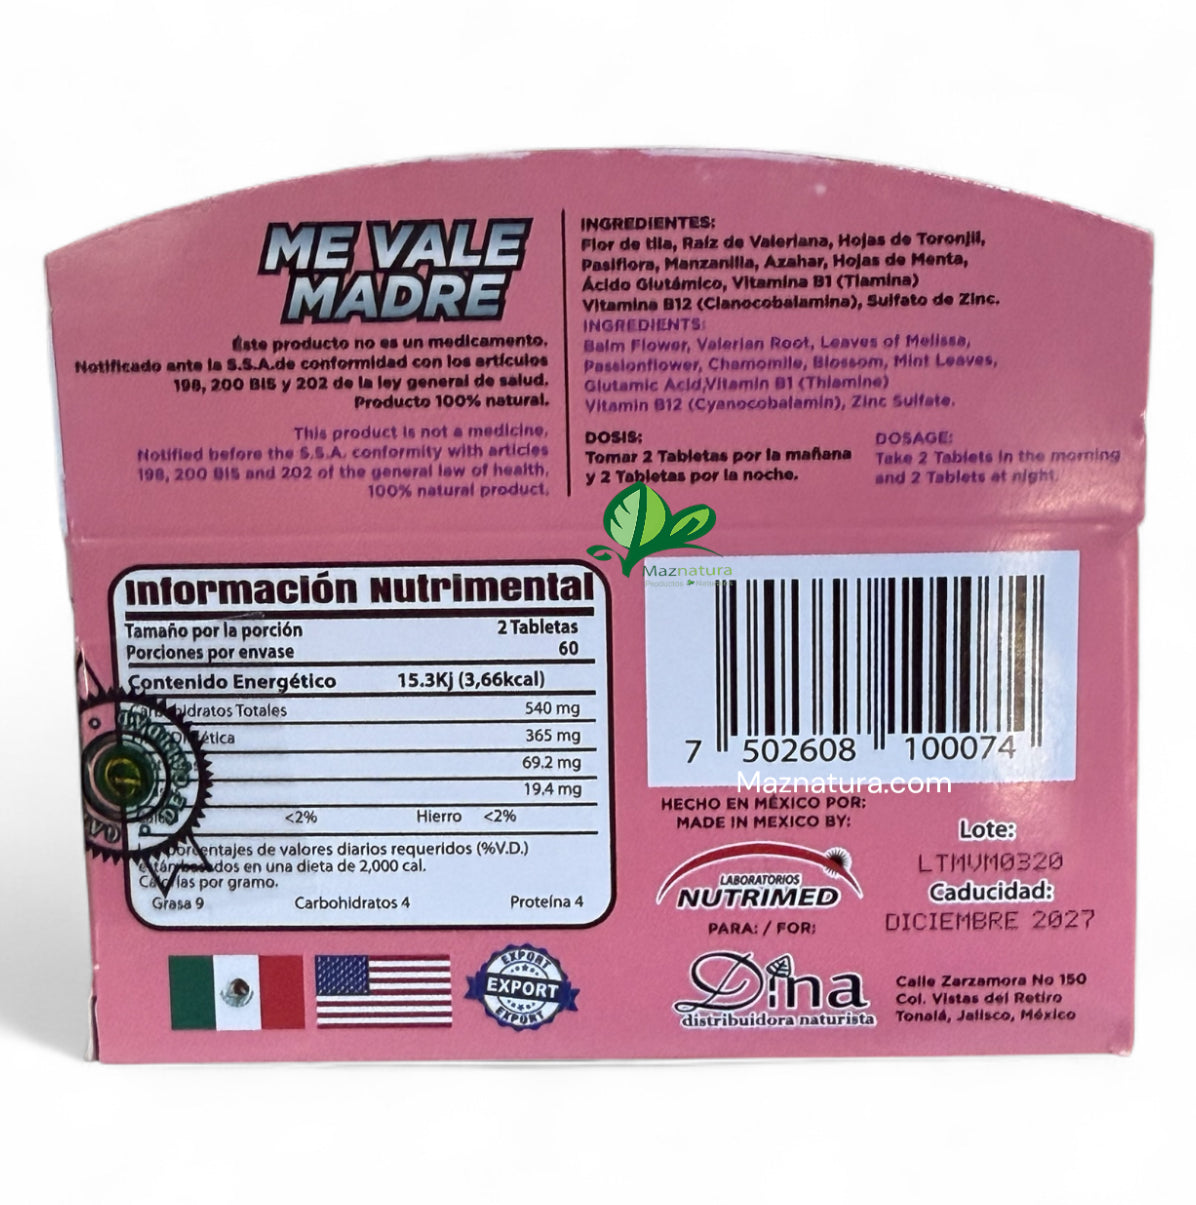 ME VALE
MADRE
Éste producto no es un medicamento.
Notificado ante la S.S.A.de conformidad con los artículos
198, 200 BIS y 202 de la ley general de salud.
Producto 100% natural.
This product is not a medicine,
Notified before the S.S.A. conformity with articles
198, 200 BIS and 202 of the general law of health,
100% natural product,
INGREDIENTES:
Flor de tila, Raíz de Valeriana, Hojas de Toronjil,
Pasiflora, Manzanilla, Azahar, Hojas de Menta,
Ácido Glutámico, Vitamina B1 (Tiamina)
Vitamina B12 (Cianocobalamina), Sulfato de Zinc.
INGREDIENTS:
Balm Flower, Valerian Root, Leaves of Melissa,
Passionflower, Chamomile, Blossom, Mint Leaves,
Glutamic Acid,Vitamin B1 (Thiamine)
Vitamin B12 (Cyanocobalamin), Zinc Sulfate.
DOSIS:
Tomar 2 Tabletas por la mañana
y 2 Tabletas por la noche.
DOSAGE:
Take 2 Tablets in the morning
and 2 Tablets at night.
Maznatura
Productos Naturales
Información Nutrimental
Tamaño por la porción 2 Tabletas
Porciones por envase 60
Contenido Energético 15.3Kj (3,66kcal)
Totales 540 mg
365 mg
69.2 mg
19.4 mg
<2% Hierro <2%
de valores diarios requeridos (%V.D.)
en una dieta de 2,000 cal.
por gramo.
Grasa 9 Carbohidratos 4 Proteína 4
7 502608 100074
Maznatura.com
HECHO EN MÉXICO POR:
MADE IN MEXICO BY:
LABORATORIOS
NUTRIMED
PARA: / FOR:
Dina
distribuidora naturista
Lote:
LTMVM0320
Caducidad:
DICIEMBRE 2027
Calle Zarzamora No 150
Col. Vistas del Retiro
Tonalá, Jalisco, México
EXPORT
EXPORT
EXPORT